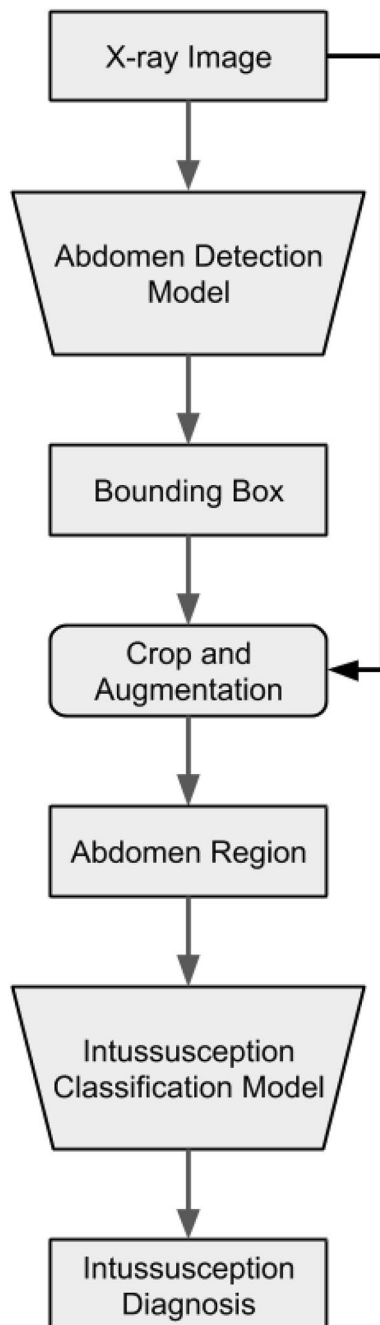 X-ray Image
Abdomen Detection
Model
Bounding Box
Crop and
Augmentation
Abdomen Region
Intussusception
Classification Model
Intussusception
Diagnosis